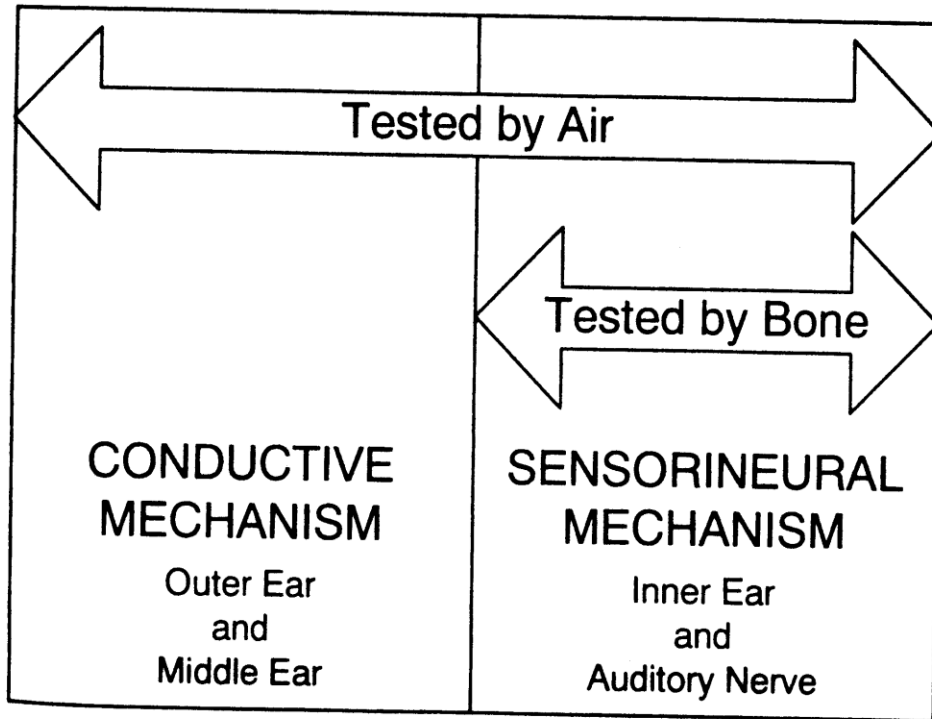 Tested by Air
Tested by Bone
CONDUCTIVE
MECHANISM
Outer Ear
and
Middle Ear
SENSORINEURAL
MECHANISM
Inner Ear
and
Auditory Nerve